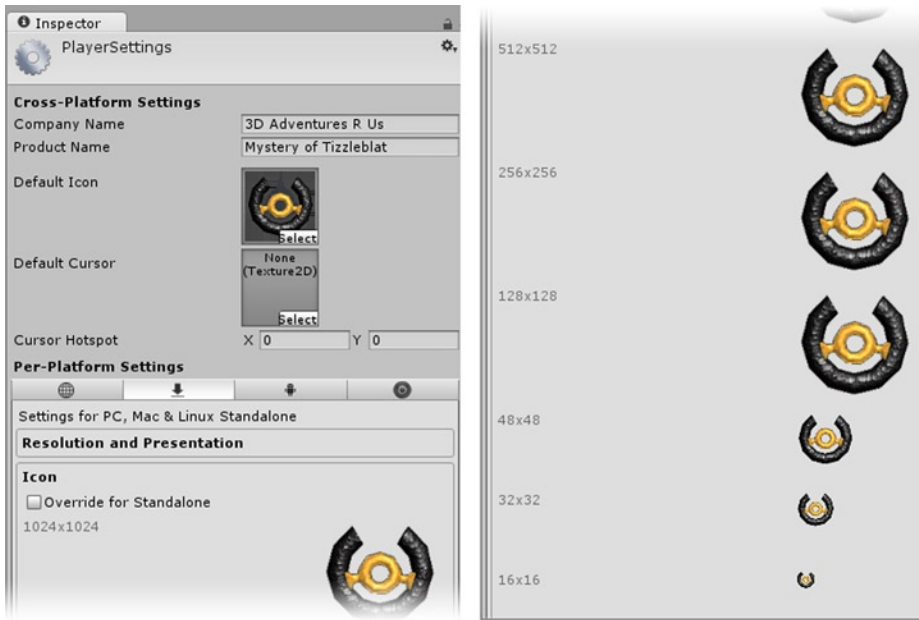 Inspector
PlayerSettings
Cross-Platform Settings
Company Name 3D Adventures R Us
Product Name Mystery of Tizzleblat
Default Icon
Select
Default Cursor
None
(Texture2D)
Select
Cursor Hotspot X 0 Y 0
Per-Platform Settings
Settings for PC, Mac & Linux Standalone
Resolution and Presentation
Icon
Override for Standalone
1024x1024
512x512
256x256
128x128
48x48
32x32
16x16